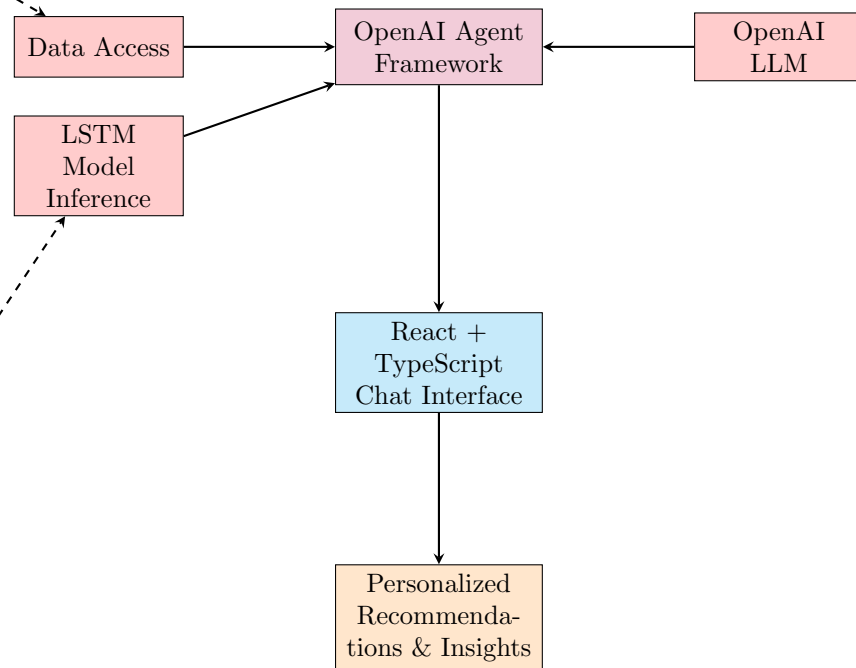 Data Access
OpenAI Agent
Framework
OpenAI
LLM
LSTM
Model
Inference
React +
TypeScript
Chat Interface
Personalized
Recommenda-
tions & Insights